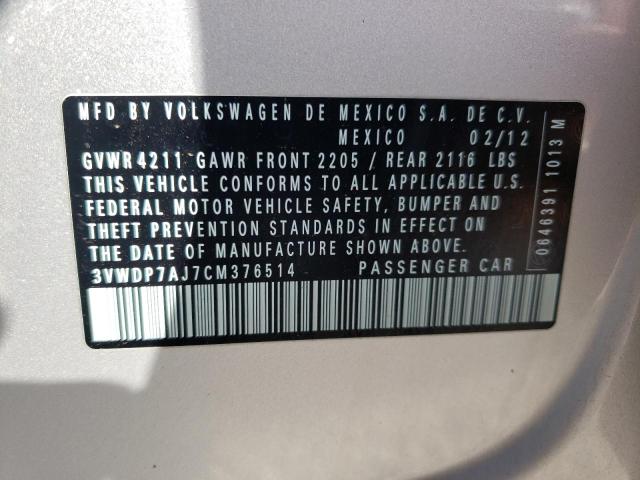 MFD BY VOLKSWAGEN DE MEXICO S.A. DE C.V.
MEXICO 02/12
GVWR4211 GAWR FRONT 2205 / REAR 2116 LBS
THIS VEHICLE CONFORMS TO ALL APPLICABLE U.S.
FEDERAL MOTOR VEHICLE SAFETY, BUMPER AND
THEFT PREVENTION STANDARDS IN EFFECT ON
THE DATE OF MANUFACTURE SHOWN ABOVE.
3VWDP7AJ7CM376514 PASSENGER CAR
0646391 1013 M